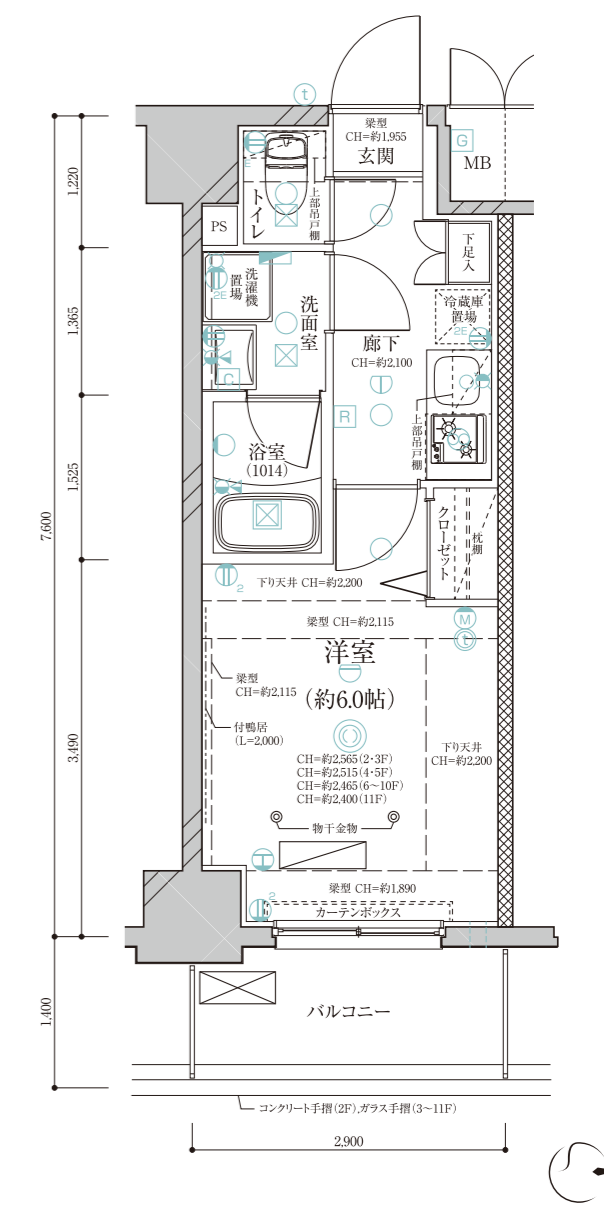 t
梁型
CH=約1,955
玄関
G
MB
E
トイレ
上部吊戸棚
PS
下足入
1,220
2E
洗濯機
置場
洗面室
C
冷蔵庫
置場
2E
廊下
CH=約2,100
R
上部吊戸棚
1,365
浴室
(1014)
1,525
7,600
クローゼット
枕棚
2
下り天井 CH=約2,200
梁型 CH=約2,115
M
t
洋室
(約6.0帖)
梁型
CH=約2,115
付鴨居
(L=2,000)
3,490
下り天井
CH=約2,200
CH=約2,565(2・3F)
CH=約2,515(4・5F)
CH=約2,465(6〜10F)
CH=約2,400(11F)
物干金物
H
梁型 CH=約1,890
2
カーテンボックス
1,400
バルコニー
コンクリート手摺(2F),ガラス手摺(3〜11F)
2,900